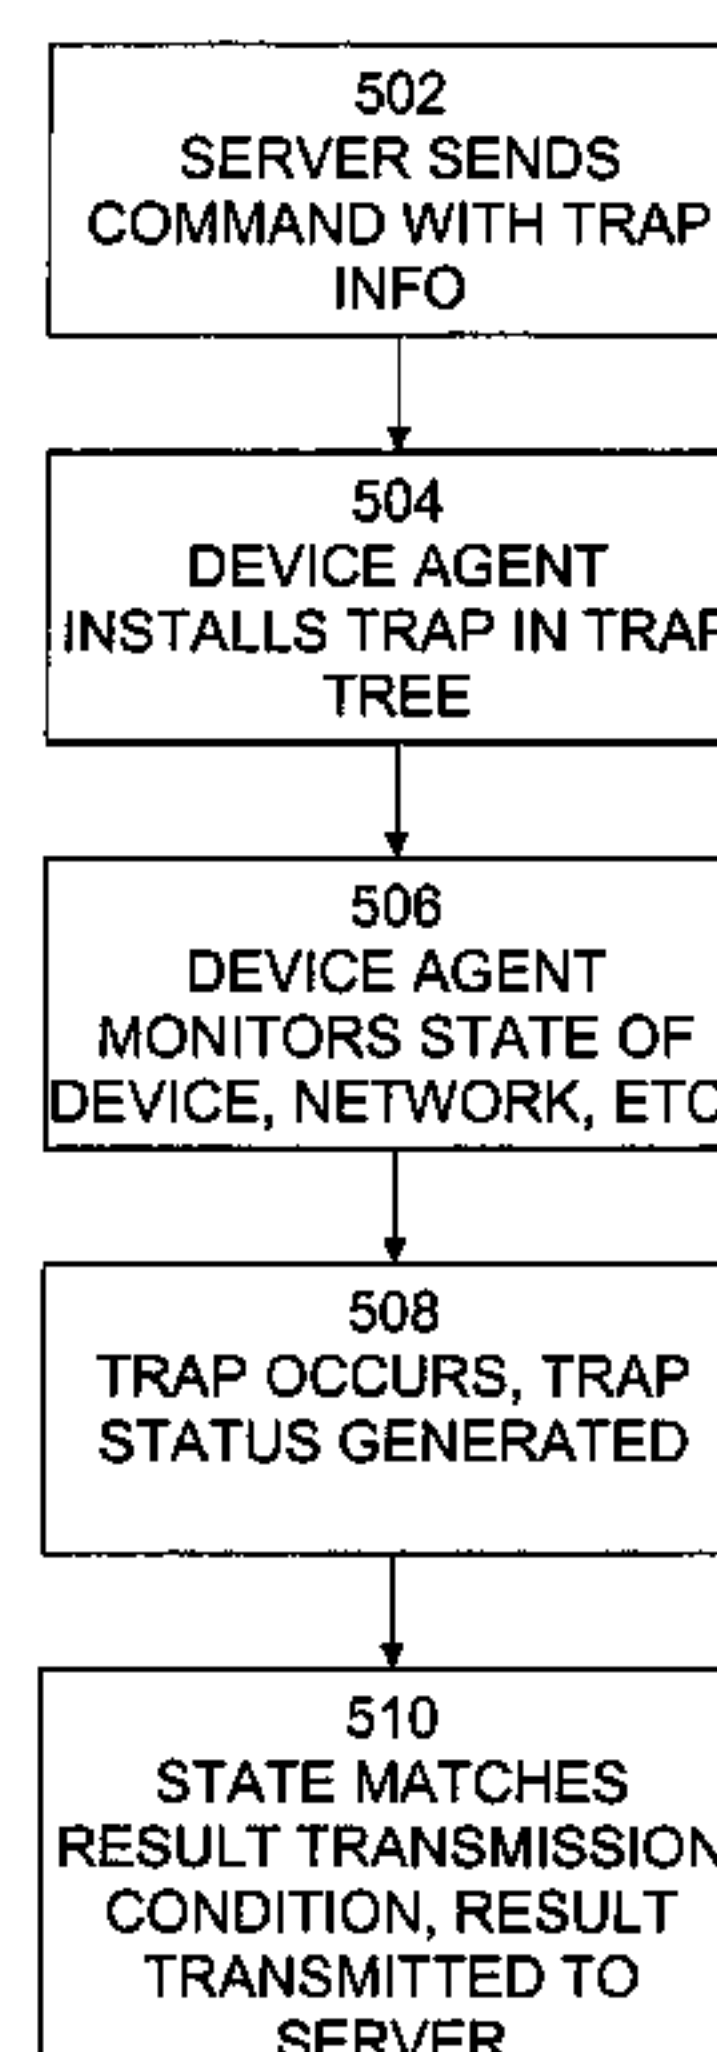 502
SERVER SENDS
COMMAND WITH TRAP
INFO
504
DEVICE AGENT
INSTALLS TRAP IN TRAP
TREE
506
DEVICE AGENT
MONITORS STATE OF
DEVICE, NETWORK, ETC
508
TRAP OCCURS, TRAP
STATUS GENERATED
510
STATE MATCHES
RESULT TRANSMISSION
CONDITION, RESULT
TRANSMITTED TO
SERVER